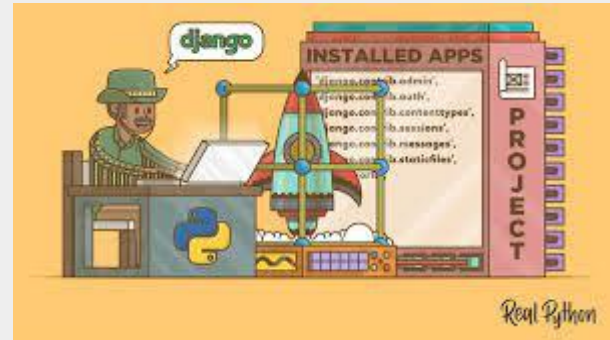 django
INSTALLED APPS
'django.contrib.admin',
'django.contrib.auth',
'django.contrib.contenttypes',
'django.contrib.sessions',
'django.contrib.messages',
'django.contrib.staticfiles',
PROJECT
Real Python